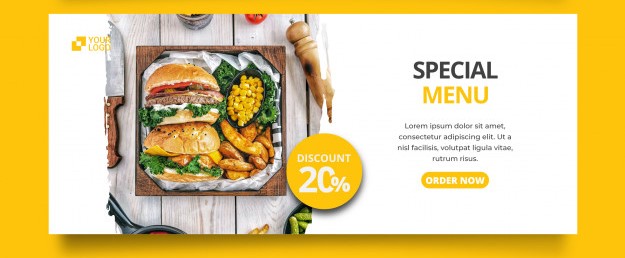 YOUR
LOGO
SPECIAL
MENU
Lorem ipsum dolor sit amet,
consectetur adipiscing elit. Ut a
nisl facilisis, volutpat ligula vitae,
rutrum risus.
DISCOUNT
20%
ORDER NOW